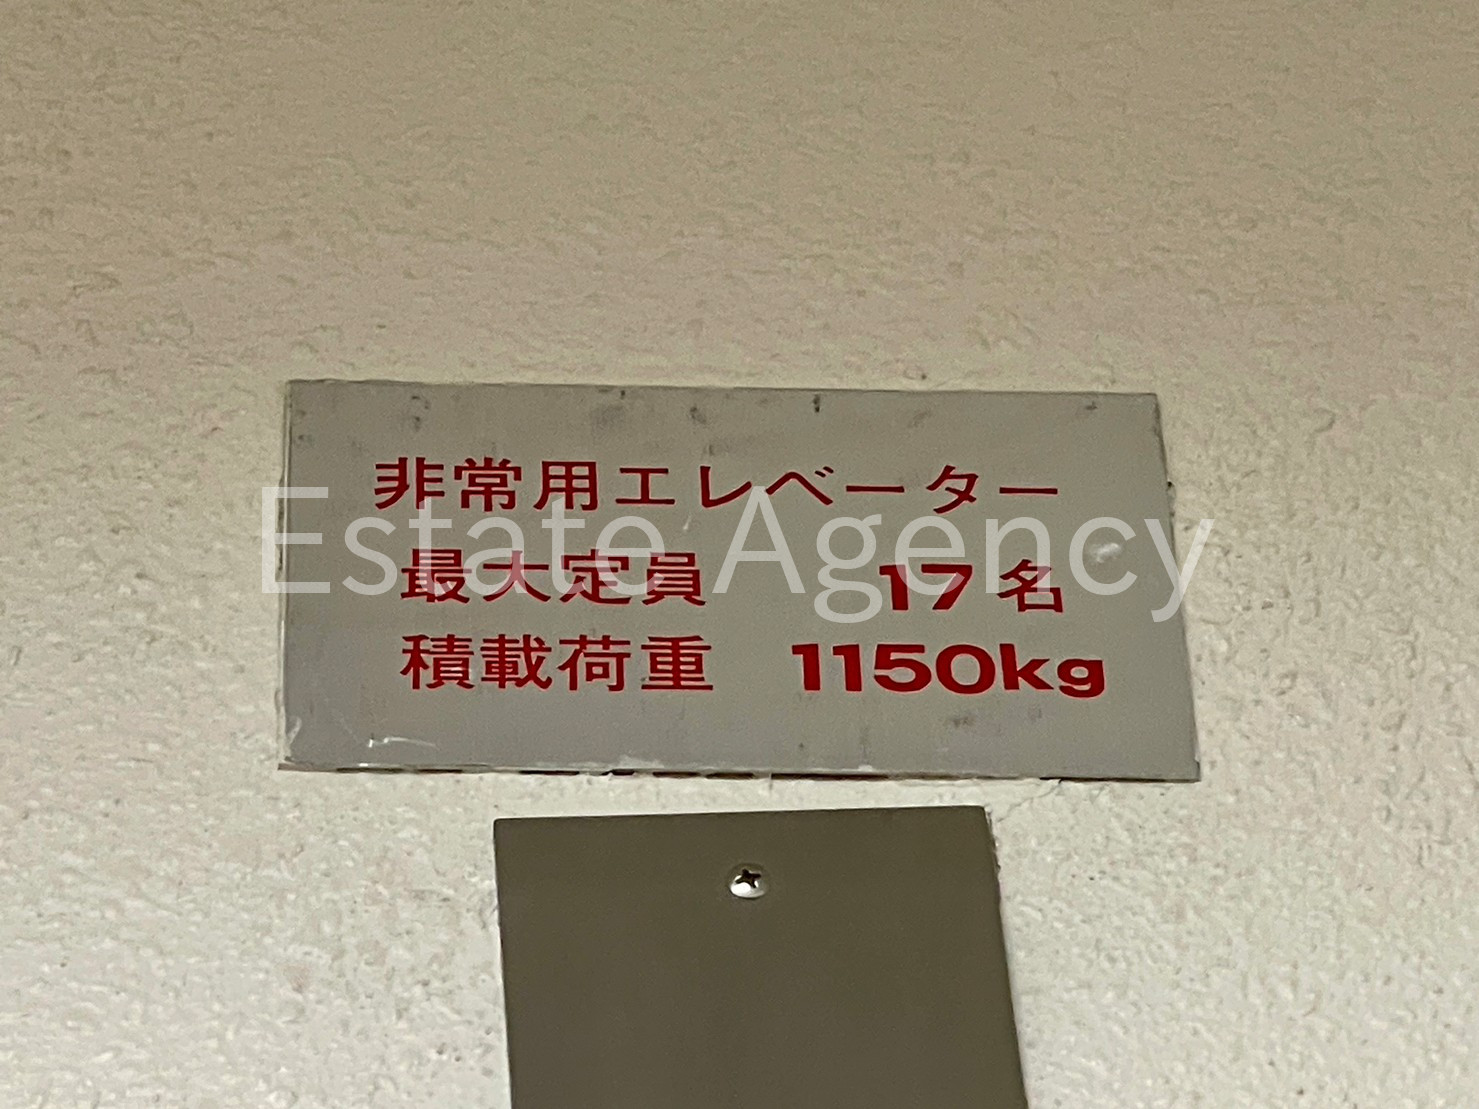 非常用エレベーター
Estate Agency
最大定員 17名
積載荷重 1150kg